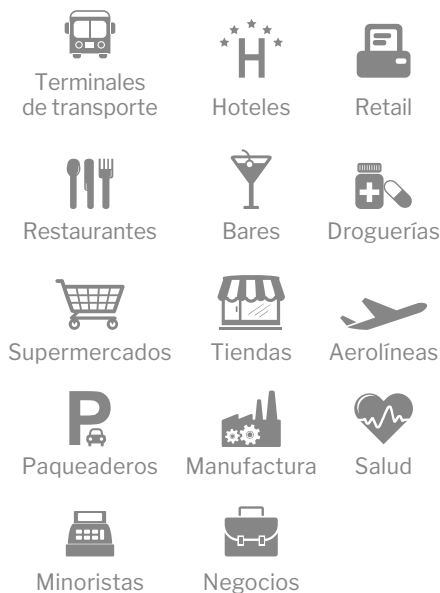 Terminales
de transporte
H
Hoteles
Retail
Restaurantes
Bares
Droguerías
Supermercados
Tiendas
Aerolíneas
P
Paqueaderos
Manufactura
Salud
Minoristas
Negocios